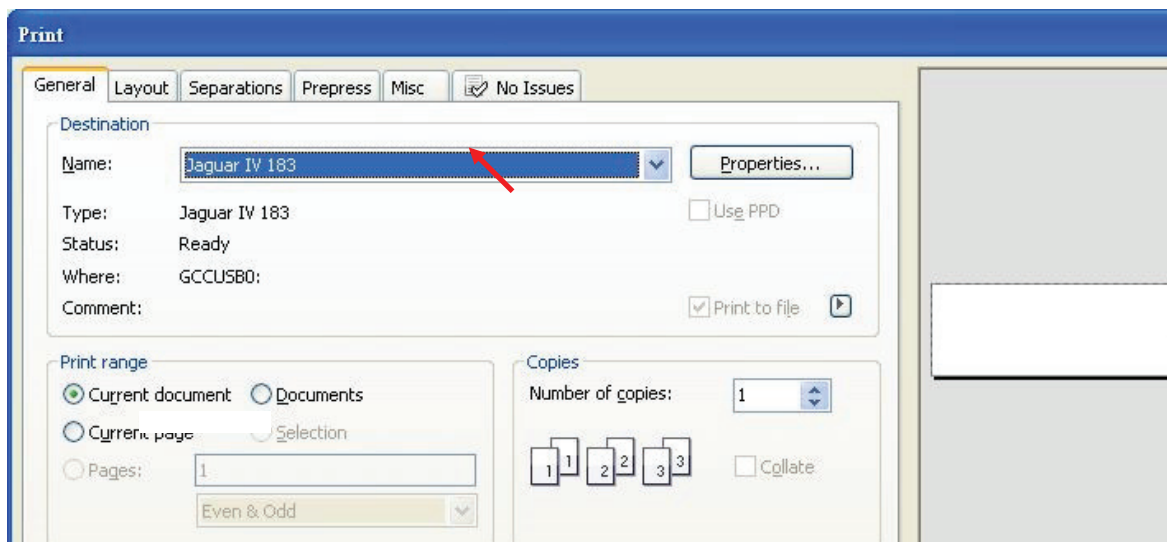 Print
General Layout Separations Prepress Misc No Issues
Destination
Name: Jaguar IV 183 Properties...
Type: Jaguar IV 183 Use PPD
Status: Ready
Where: GCCUSB0:
Comment: Print to file
Print range
Current document Documents
Current page Selection
Pages: 1
Even & Odd
Copies
Number of copies: 1
1 1 2 2 3 3 Collate